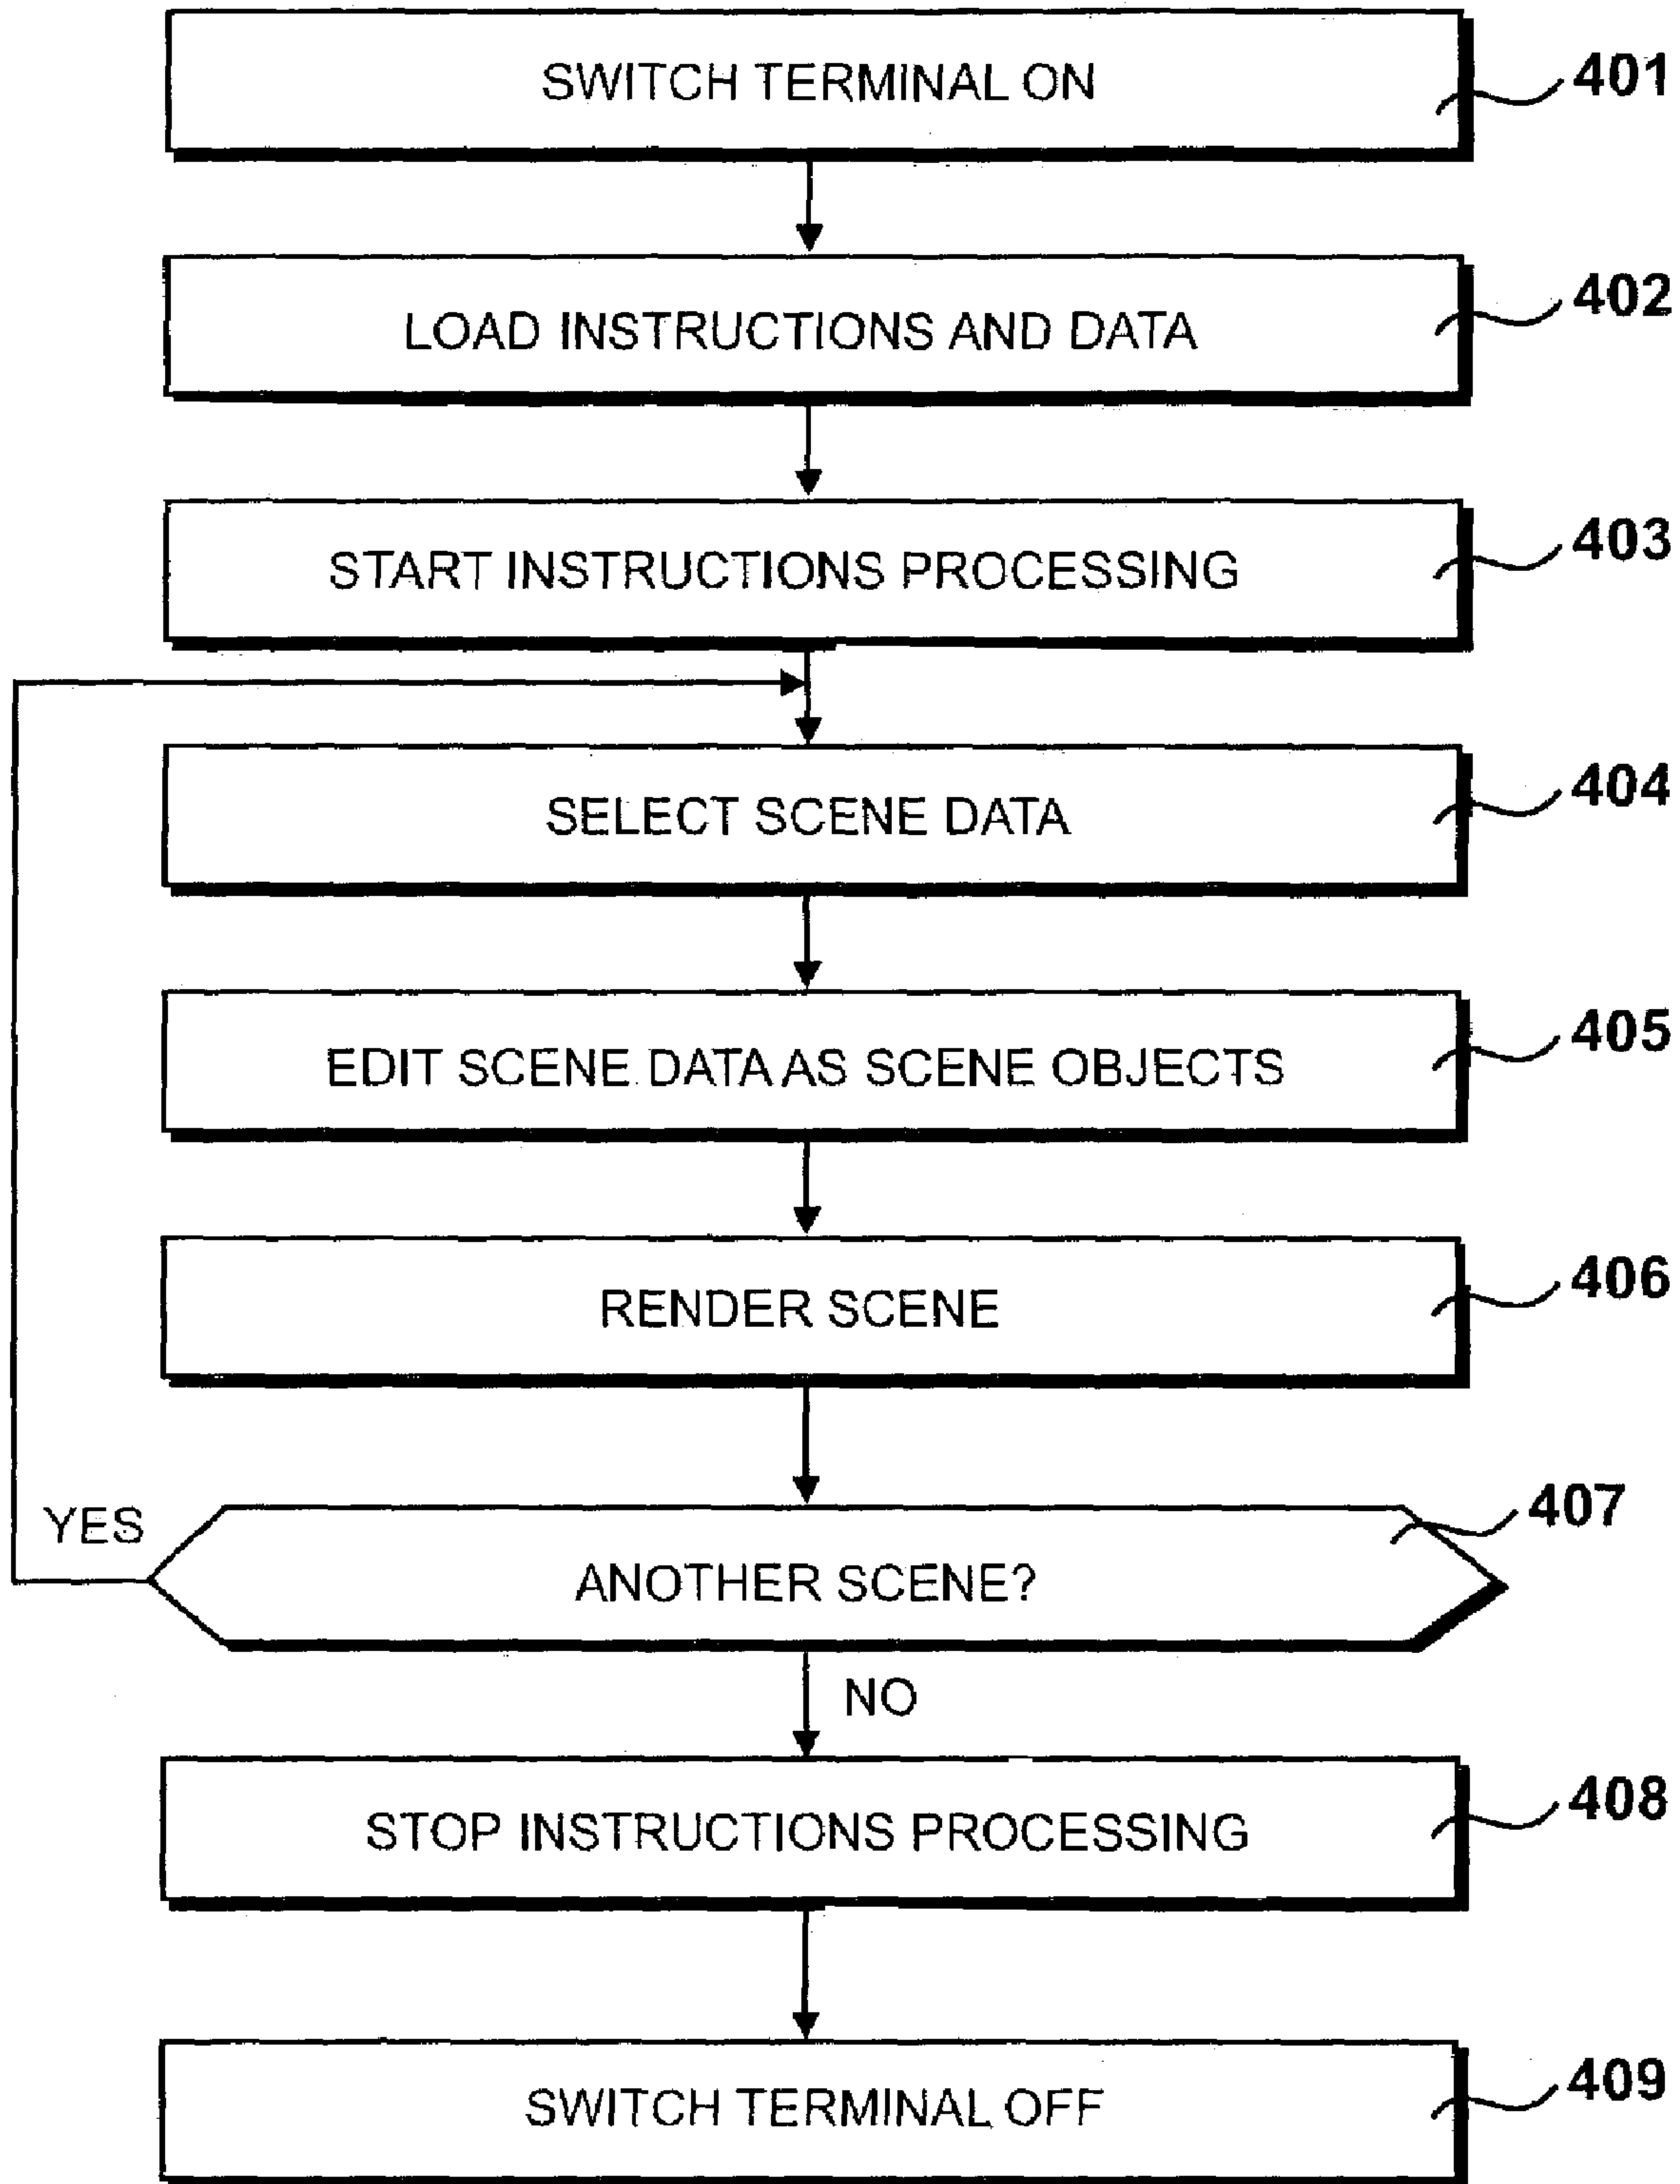 SWITCH TERMINAL ON 401
LOAD INSTRUCTIONS AND DATA 402
START INSTRUCTIONS PROCESSING 403
SELECT SCENE DATA 404
EDIT SCENE DATA AS SCENE OBJECTS 405
RENDER SCENE 406
YES
407
ANOTHER SCENE?
NO
STOP INSTRUCTIONS PROCESSING 408
SWITCH TERMINAL OFF 409